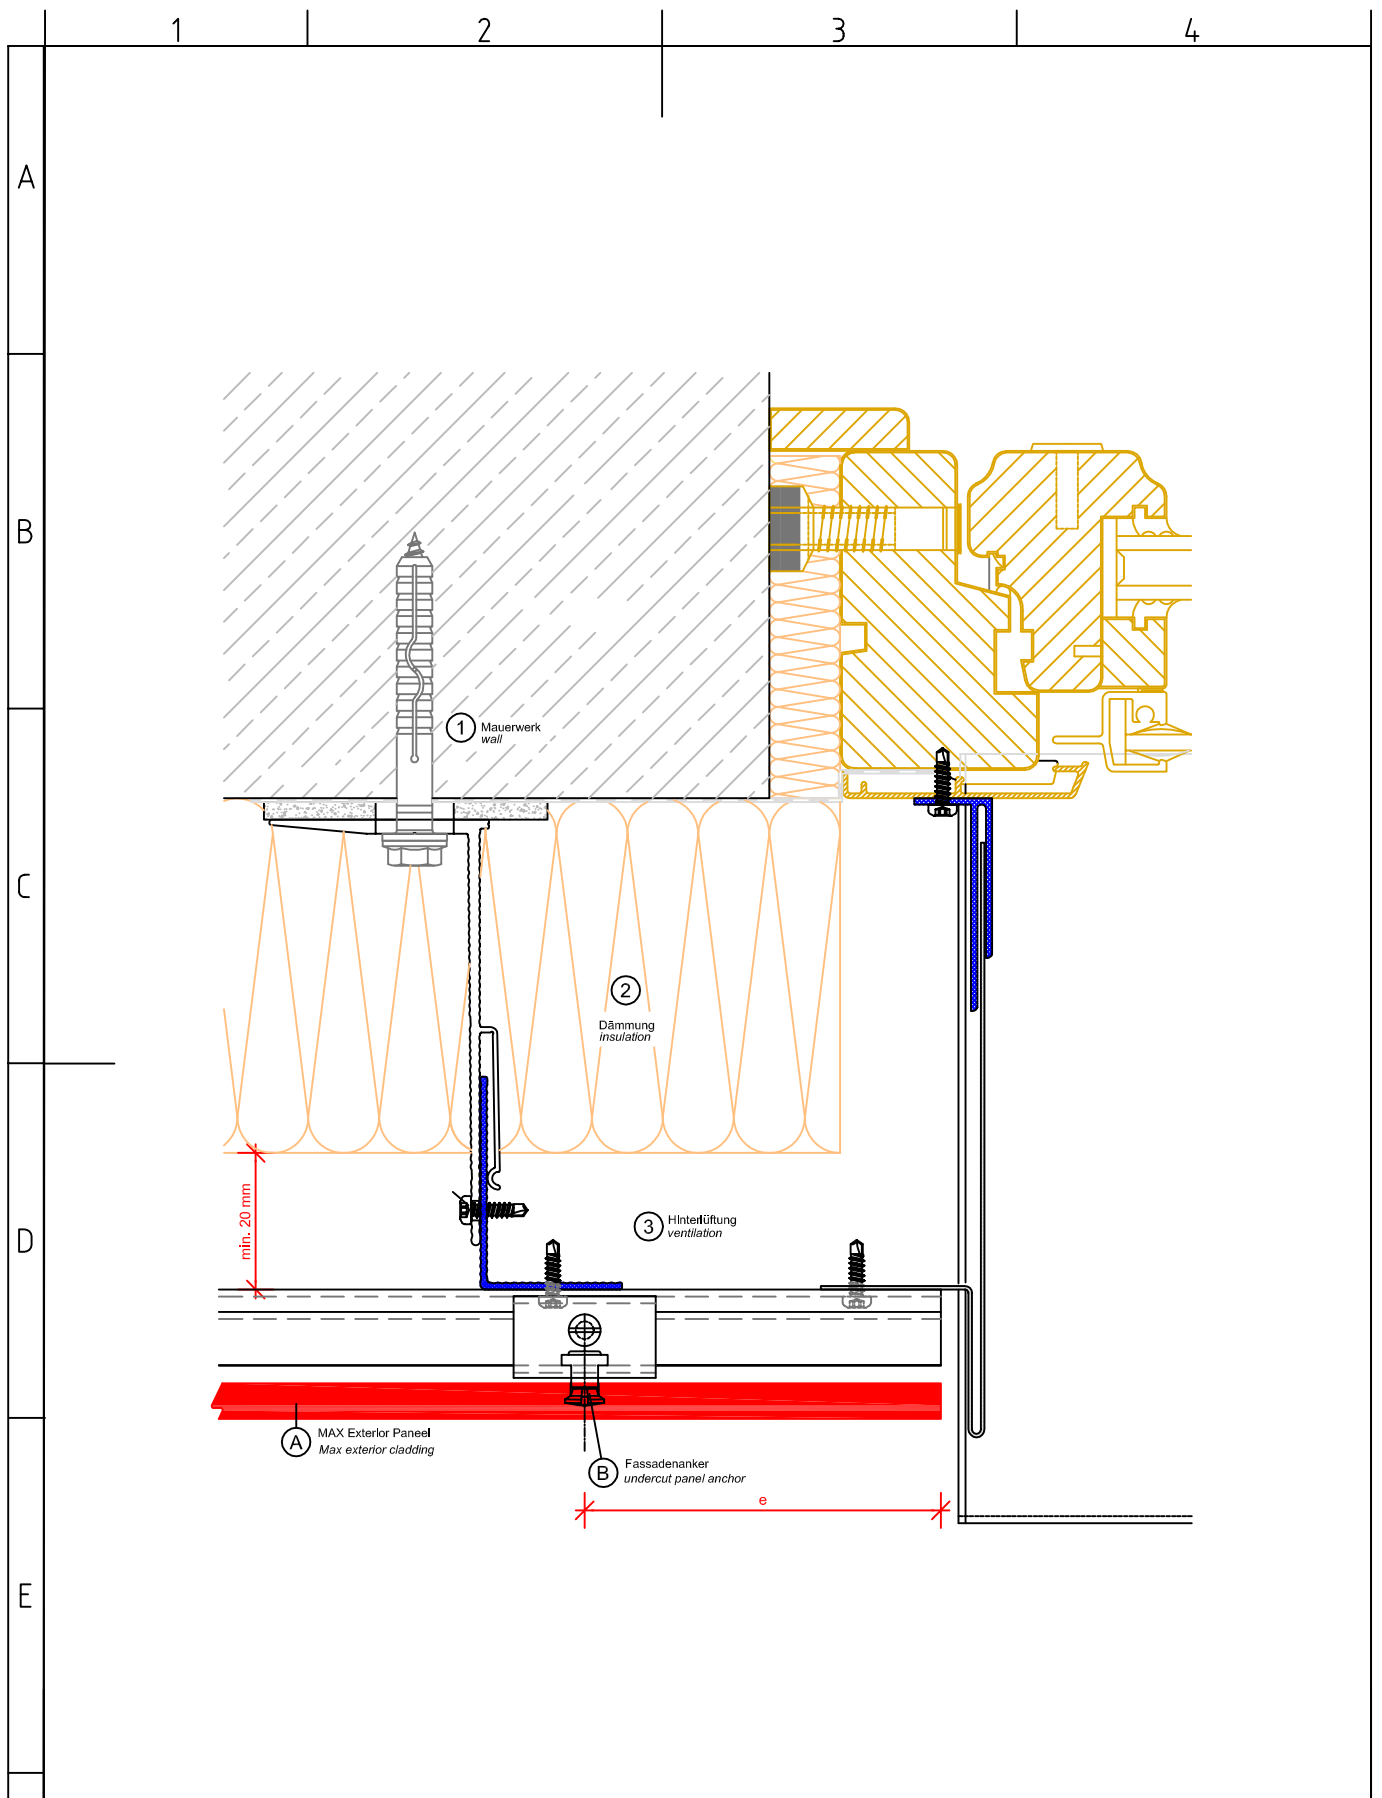 1 2 3 4
A
B
1 Mauerwerk
wall
C
2
Dämmung
insulation
min. 20 mm
3 HInterlüftung
ventilation
D
A MAX ExterIor PaneeI
Max exterior cladding
B Fassadenanker
undercut panel anchor
e
E